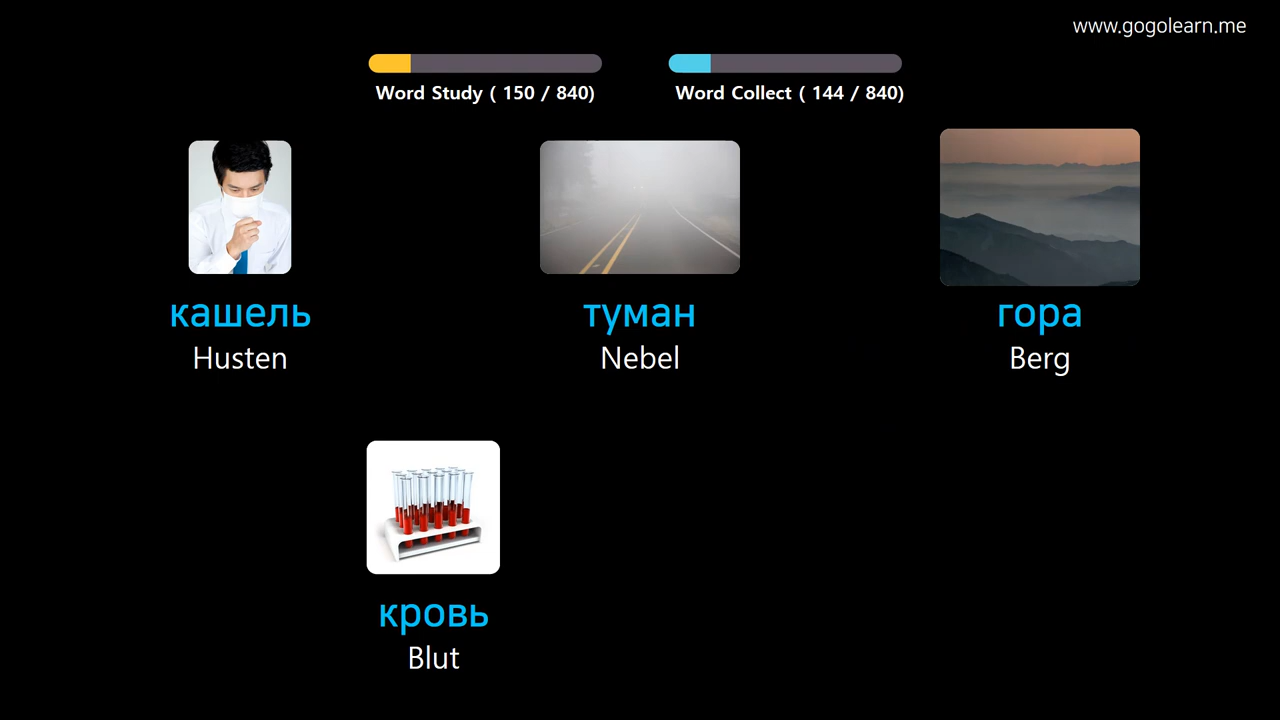 www.gogolearn.me
Word Study ( 150 / 840)
Word Collect ( 144 / 840)
кашель
Husten
туман
Nebel
гора
Berg
кровь
Blut